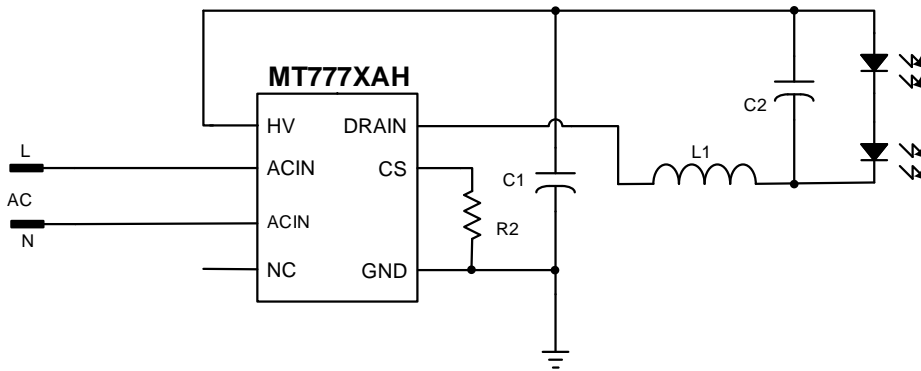 MT777XAH
HV DRAIN
L
ACIN CS
AC
C1
C2
L1
ACIN
N
R2
NC GND